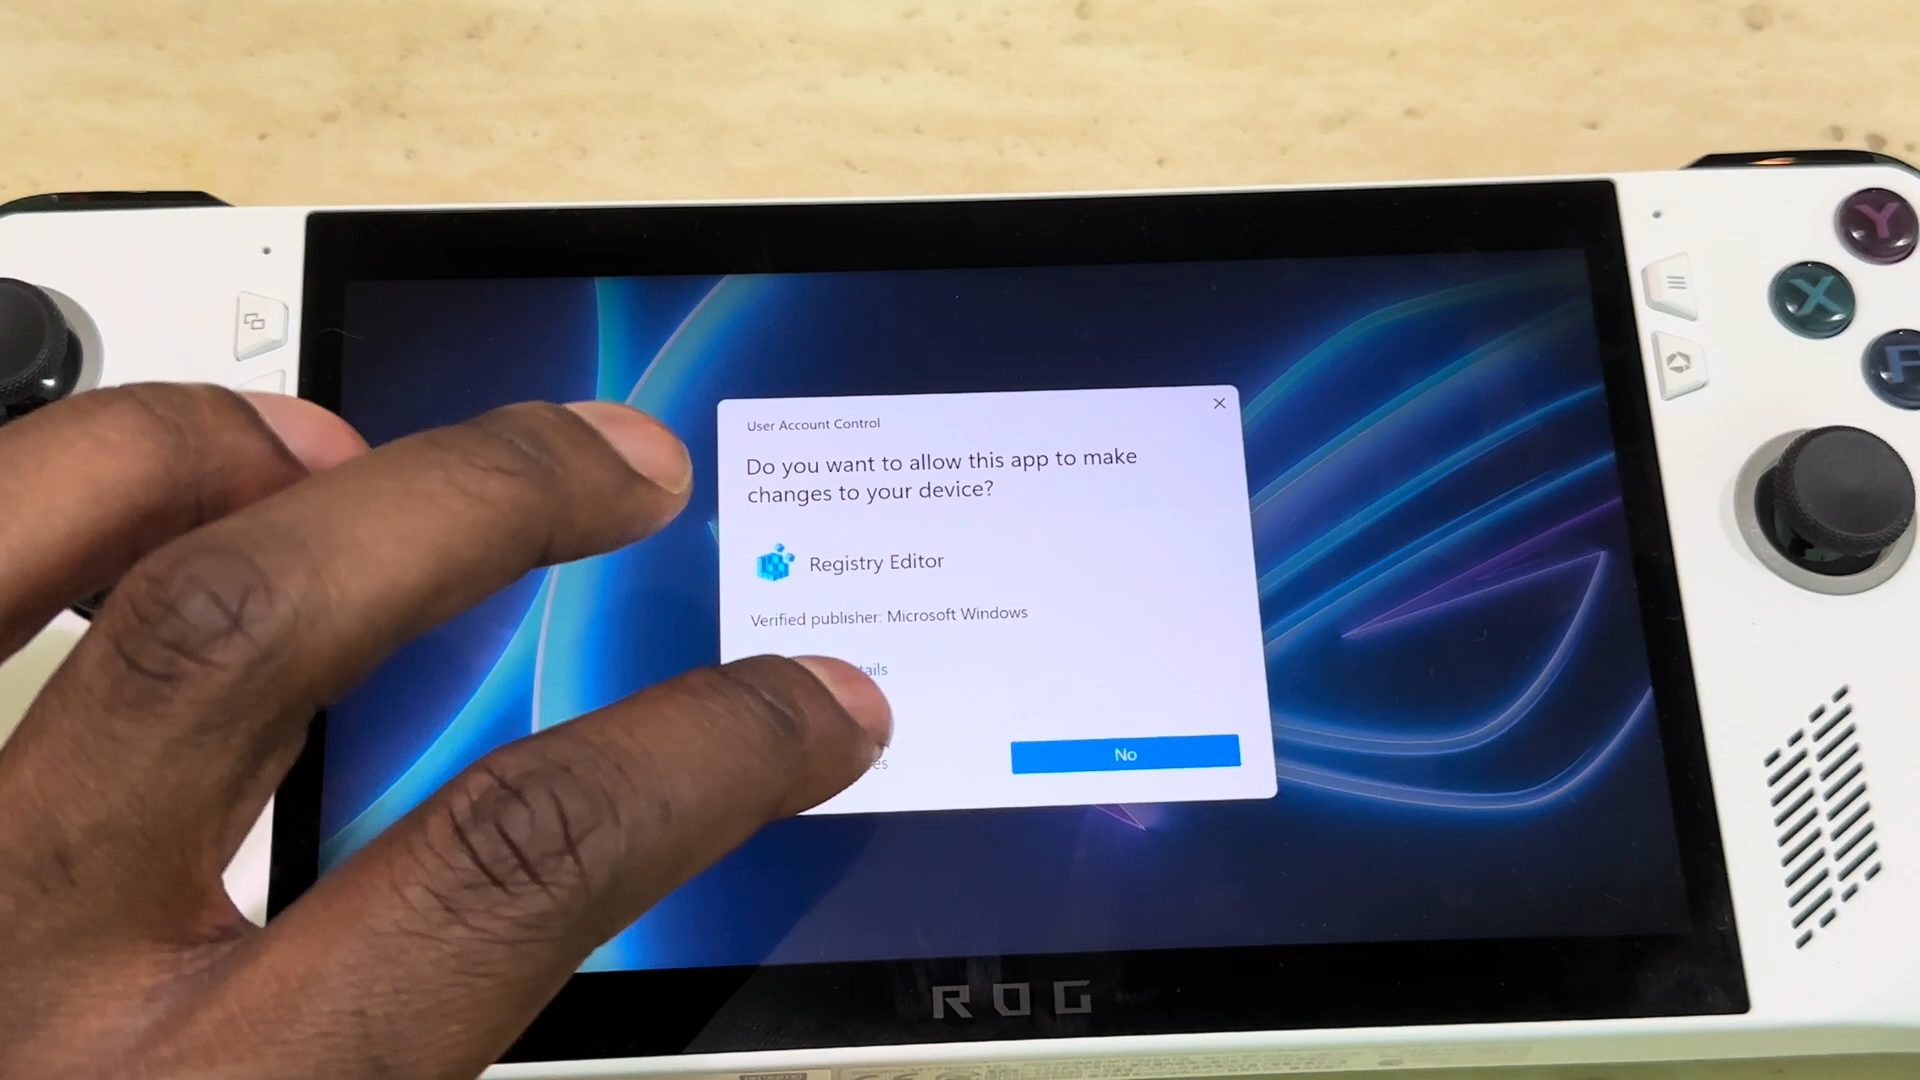 User Account Control
Do you want to allow this app to make
changes to your device?
Registry Editor
Verified publisher: Microsoft Windows
No
Y
X
ROG